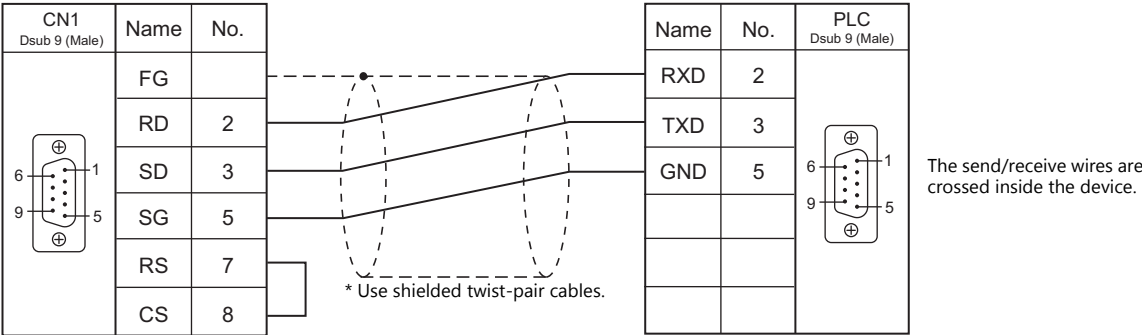 CN1
Dsub 9 (Male)
Name No.
FG
RD 2
SD 3
SG 5
RS 7
CS 8
6 1
9 5
* Use shielded twist-pair cables.
Name No.
PLC
Dsub 9 (Male)
RXD 2
TXD 3
GND 5
6 1
9 5
The send/receive wires are
crossed inside the device.